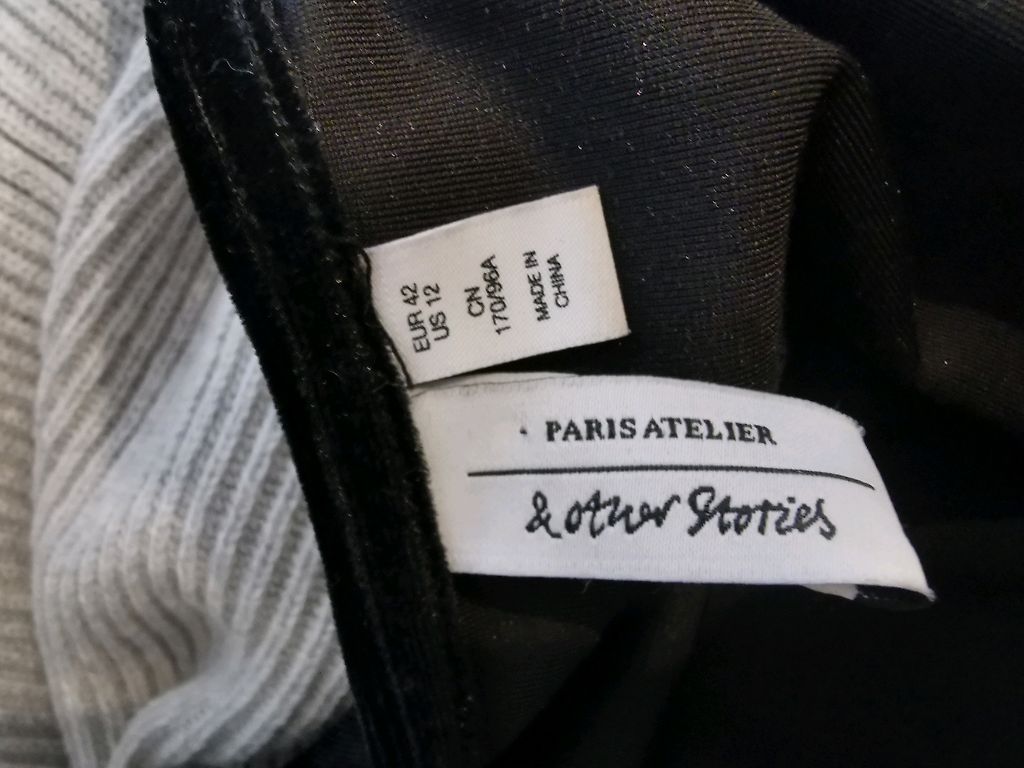 EUR 42
US 12
CN
170/96A
MADE IN
CHINA
PARIS ATELIER
& other Stories